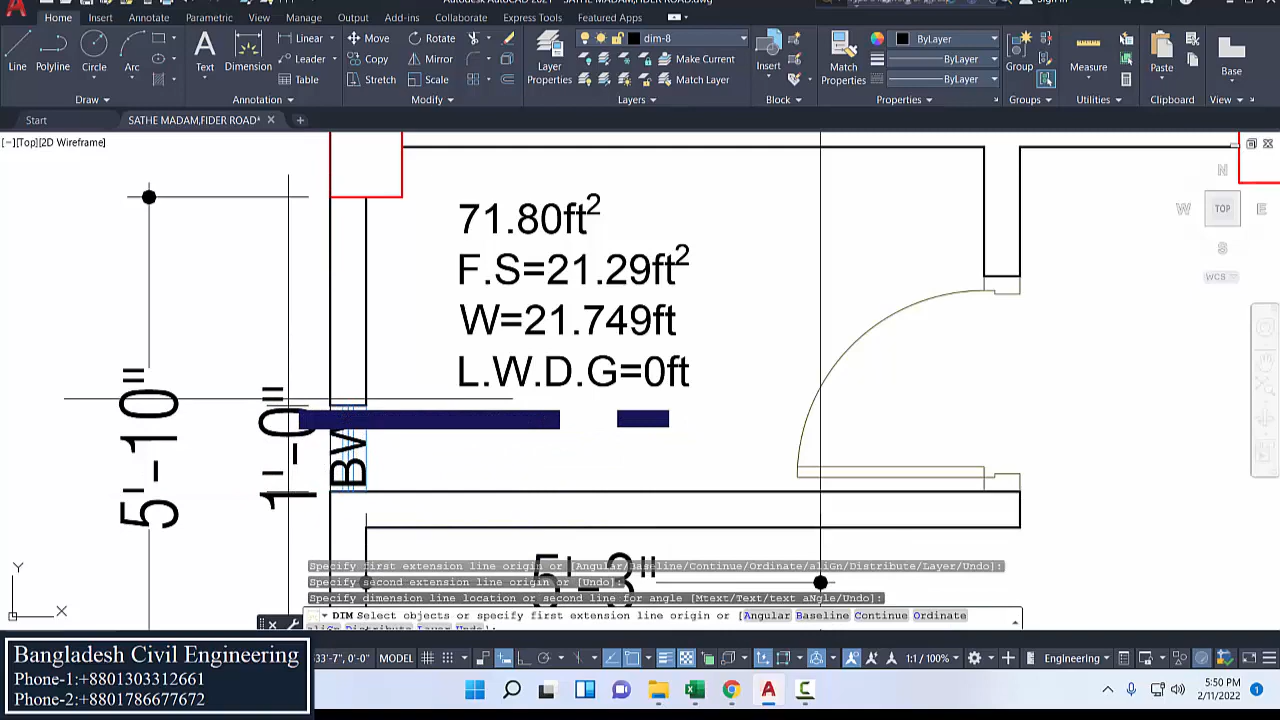 SATHE MADAM,FIDER ROAD.dwg
Home Insert Annotate Parametric View Manage Output Add-ins Collaborate Express Tools Featured Apps
Line Polyline Circle Arc Move Rotate Text Dimension Linear Layer Properties dim-8 Insert Match Properties ByLayer Group Measure Paste Base
Copy Mirror Leader Make Current ByLayer
Stretch Scale Table Match Layer ByLayer
Draw Modify Annotation Layers Block Properties Groups Utilities Clipboard View
Start SATHE MADAM,FIDER ROAD*
[−][Top][2D Wireframe]
N
W TOP E
S
WCS
71.80ft²
F.S=21.29ft²
W=21.749ft
L.W.D.G=0ft
5'-10"
1'-0"
5'-3"
Y
X
Specify first extension line origin or [Angular/Baseline/Continue/Ordinate/aliGn/Distribute/Layer/Undo]:
Specify second extension line origin or [Undo]:
Specify dimension line location or second line for angle [Mtext/Text/text aNgle/Undo]:
DIM Select objects or specify first extension line origin or [Angular Baseline Continue Ordinate
aliGn Distribute Layer Undo]:
Bangladesh Civil Engineering
Phone-1:+8801303312661
Phone-2:+8801786677672
33'-7", 0'-0" MODEL 1:1 / 100% Engineering
5:50 PM
2/11/2022